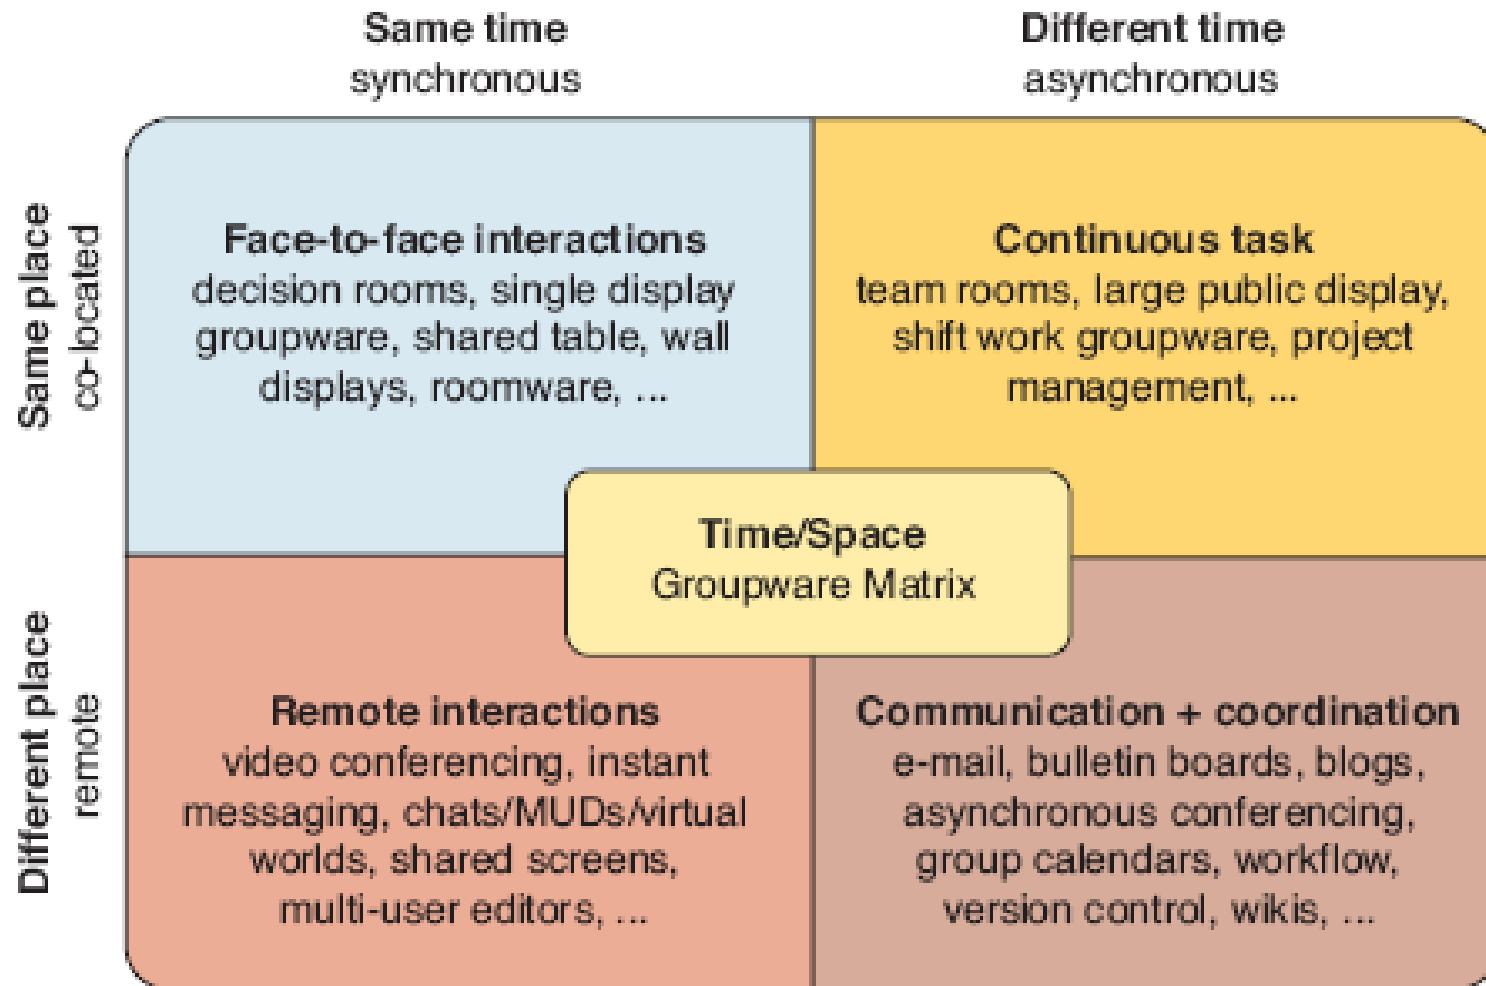 Same time
synchronous
Different time
asynchronous
Same place
co-located
Face-to-face interactions
decision rooms, single display
groupware, shared table, wall
displays, roomware, ...
Continuous task
team rooms, large public display,
shift work groupware, project
management, ...
Time/Space
Groupware Matrix
Different place
remote
Remote interactions
video conferencing, instant
messaging, chats/MUDs/virtual
worlds, shared screens,
multi-user editors, ...
Communication + coordination
e-mail, bulletin boards, blogs,
asynchronous conferencing,
group calendars, workflow,
version control, wikis, ...